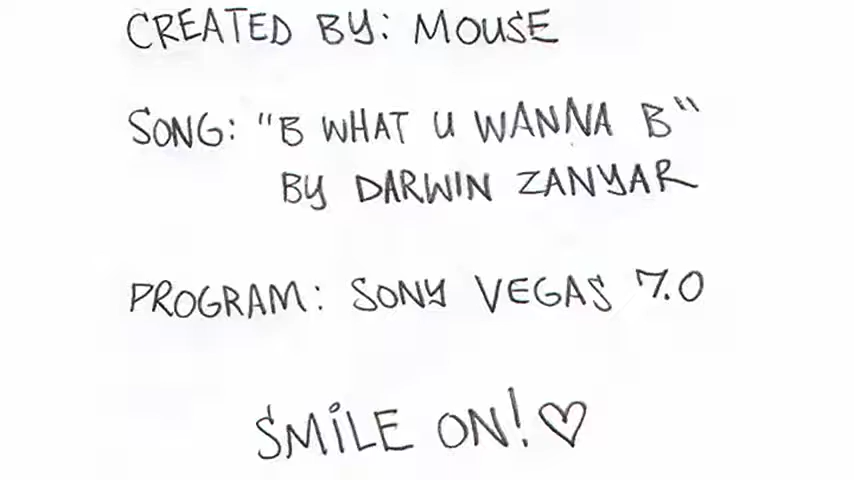 CREATED BY: MOUSE
SONG: "B WHAT U WANNA B"
BY DARWIN ZANYAR
PROGRAM: SONY VEGAS 7.0
SMiLE ON!♡